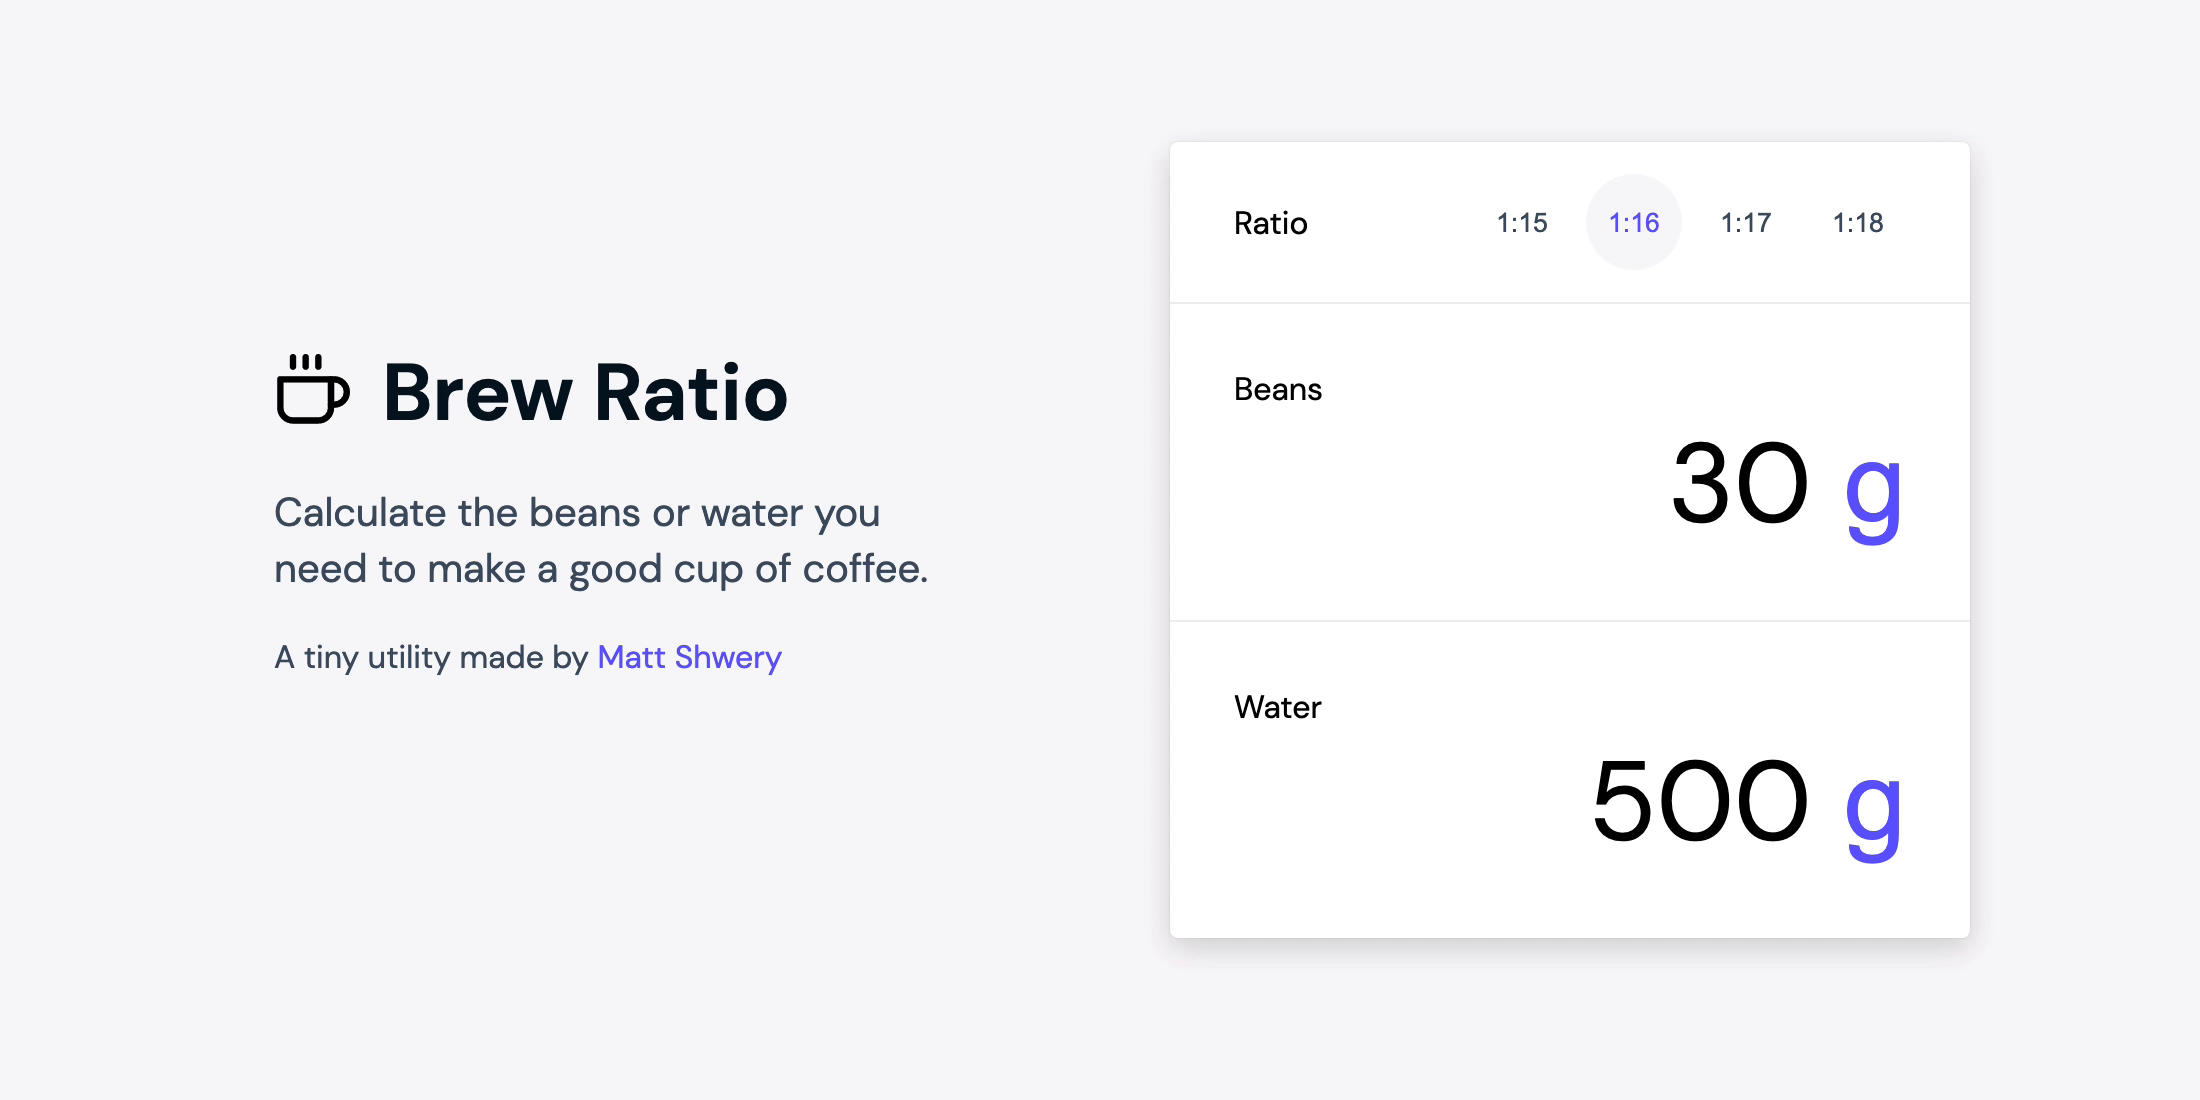 Brew Ratio
Calculate the beans or water you
need to make a good cup of coffee.
A tiny utility made by Matt Shwery
Ratio 1:15 1:16 1:17 1:18
Beans
30 g
Water
500 g